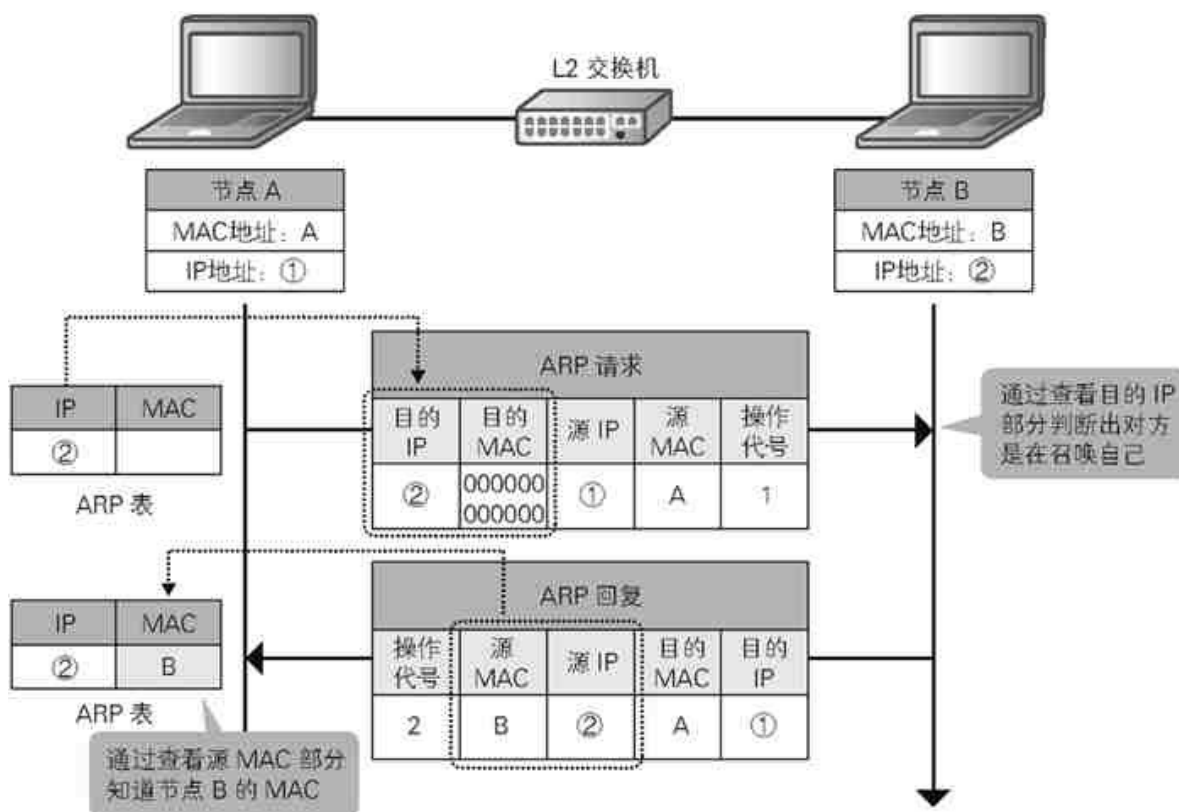 L2 交换机
节点 A
MAC地址：A
IP地址：①
节点 B
MAC地址：B
IP地址：②
IP MAC
②
ARP 表
ARP 请求
目的 IP 目的 MAC 源 IP 源 MAC 操作代号
② 000000000000 ① A 1
通过查看目的 IP
部分判断出对方
是在召唤自己
IP MAC
② B
ARP 表
通过查看源 MAC 部分
知道节点 B 的 MAC
ARP 回复
操作代号 源 MAC 源 IP 目的 MAC 目的 IP
2 B ② A ①